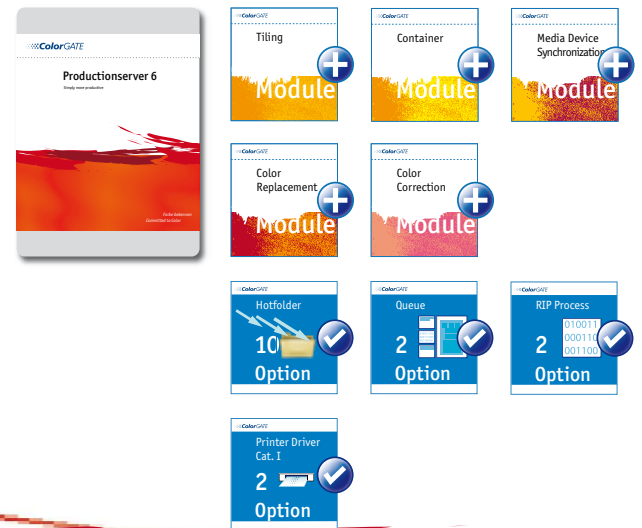 ColorGATE
Productionserver 6
Simply more productive
Farbe beherrschen
Committed to Color
ColorGATE
Tiling
Module
ColorGATE
Container
Module
ColorGATE
Media Device
Synchronization
Module
ColorGATE
Color
Replacement
Module
ColorGATE
Color
Correction
Module
ColorGATE
Hotfolder
10
Option
ColorGATE
Queue
2
Option
ColorGATE
RIP Process
2
010011
000110
001100
Option
ColorGATE
Printer Driver
Cat. I
2
Option